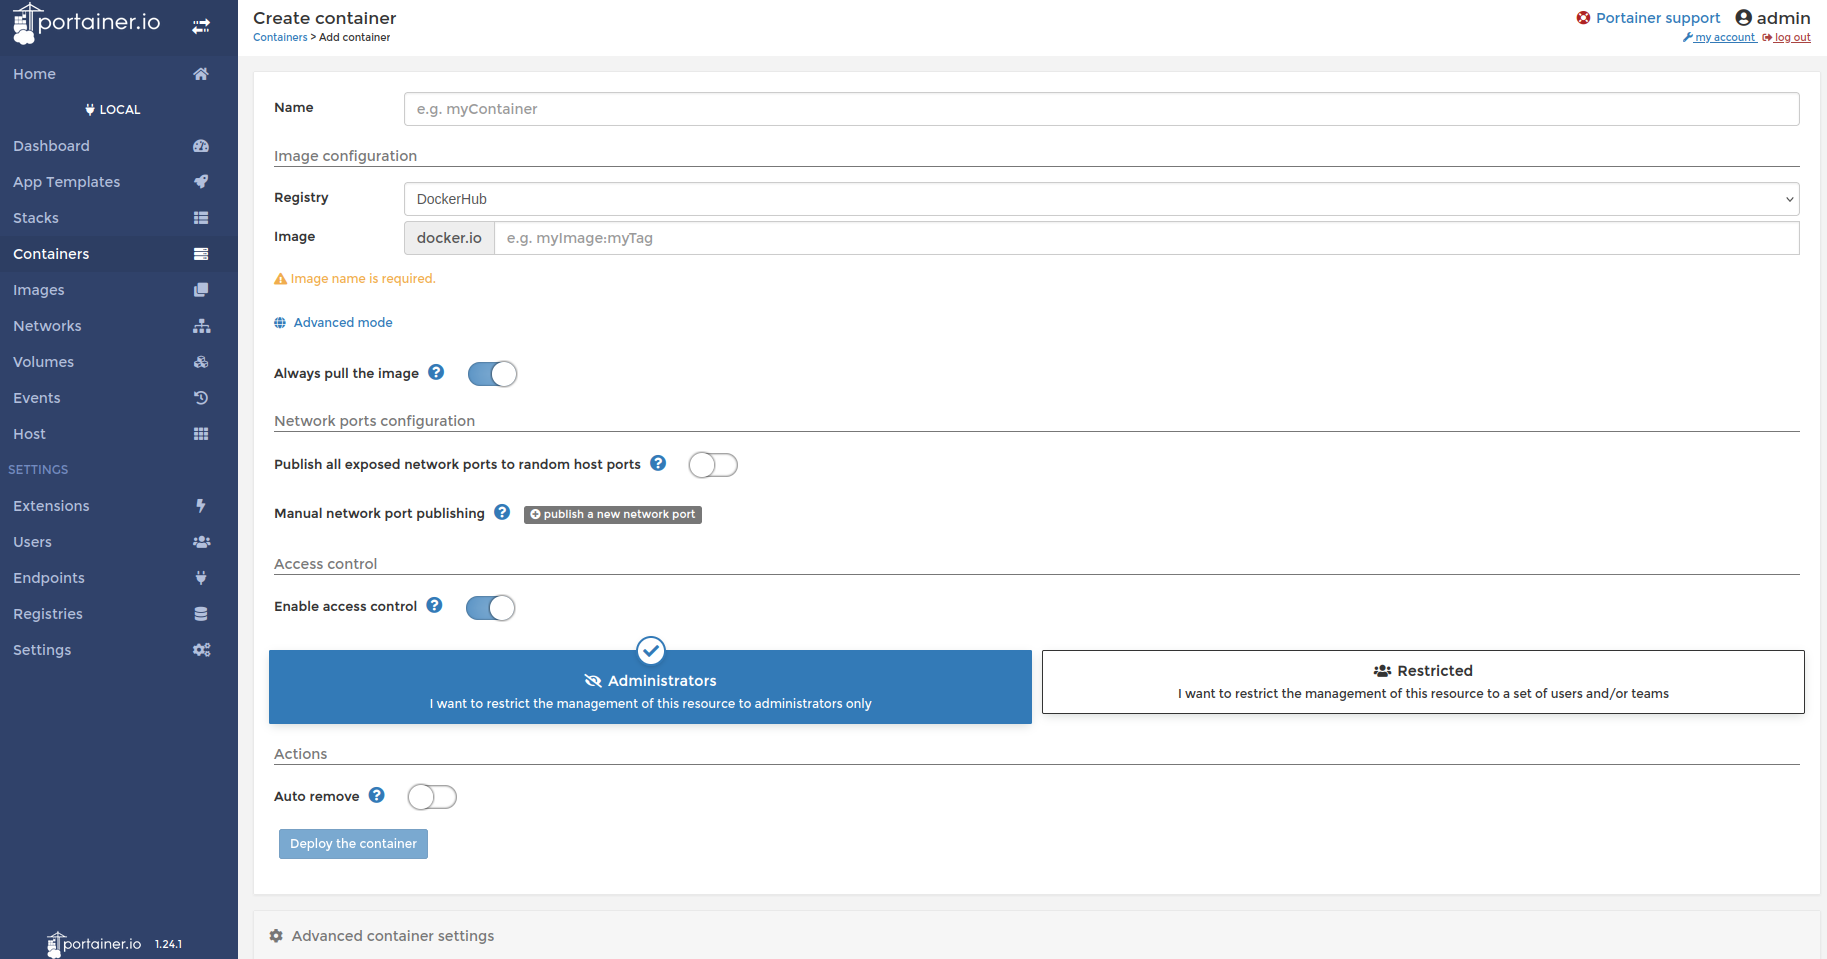 portainer.io
Home
LOCAL
Dashboard
App Templates
Stacks
Containers
Images
Networks
Volumes
Events
Host
SETTINGS
Extensions
Users
Endpoints
Registries
Settings
portainer.io 1.24.1
Create container
Containers > Add container
Portainer support admin
my account log out
Name e.g. myContainer
Image configuration
Registry DockerHub
Image docker.io e.g. myImage:myTag
Image name is required.
Advanced mode
Always pull the image
Network ports configuration
Publish all exposed network ports to random host ports
Manual network port publishing publish a new network port
Access control
Enable access control
Administrators
I want to restrict the management of this resource to administrators only
Restricted
I want to restrict the management of this resource to a set of users and/or teams
Actions
Auto remove
Deploy the container
Advanced container settings